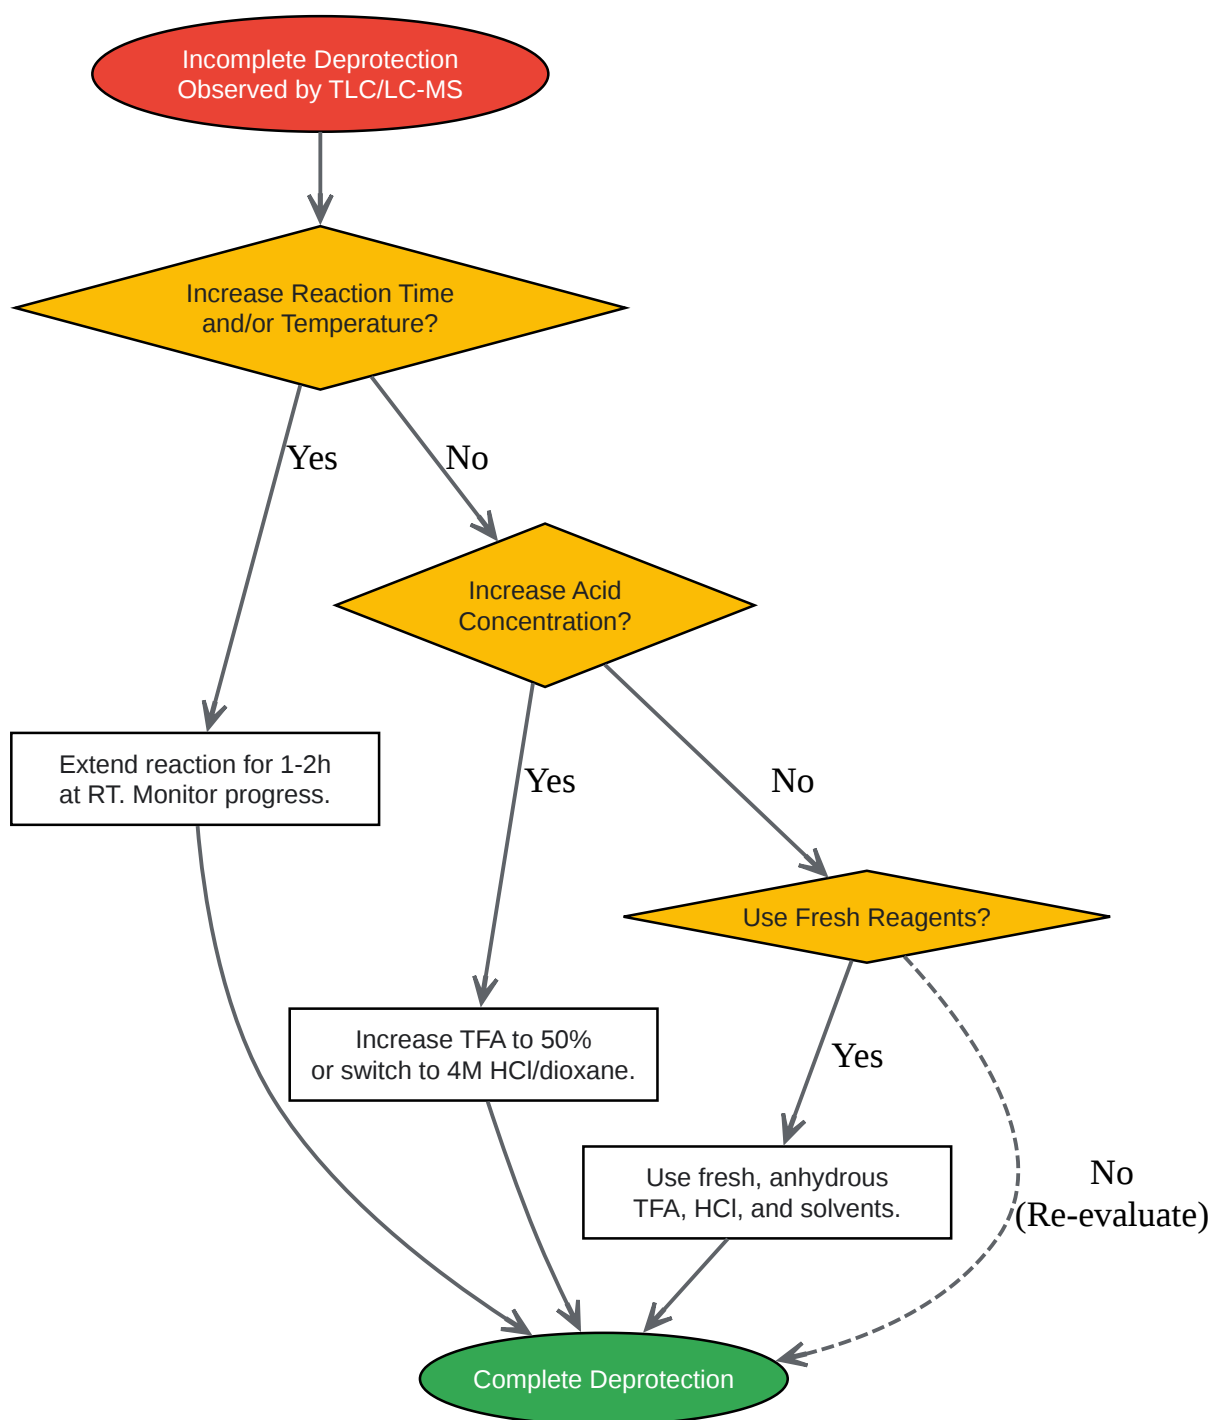 Incomplete Deprotection
Observed by TLC/LC-MS
Increase Reaction Time
and/or Temperature?
Yes
No
Increase Acid
Concentration?
Extend reaction for 1-2h
at RT. Monitor progress.
Yes
No
Use Fresh Reagents?
Increase TFA to 50%
or switch to 4M HCl/dioxane.
Yes
Use fresh, anhydrous
TFA, HCl, and solvents.
No
(Re-evaluate)
Complete Deprotection